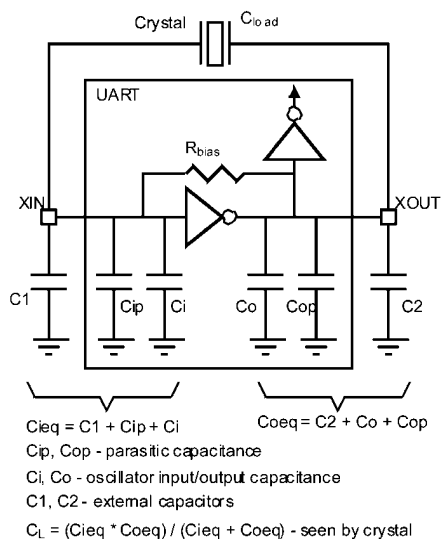 Crystal
Cload
UART
Rbias
XIN
XOUT
C1
Cip
Ci
Co
Cop
C2
Cieq = C1 + Cip + Ci
Coeq = C2 + Co + Cop
Cip, Cop - parasitic capacitance
Ci, Co - oscillator input/output capacitance
C1, C2 - external capacitors
CL = (Cieq * Coeq) / (Cieq + Coeq) - seen by crystal